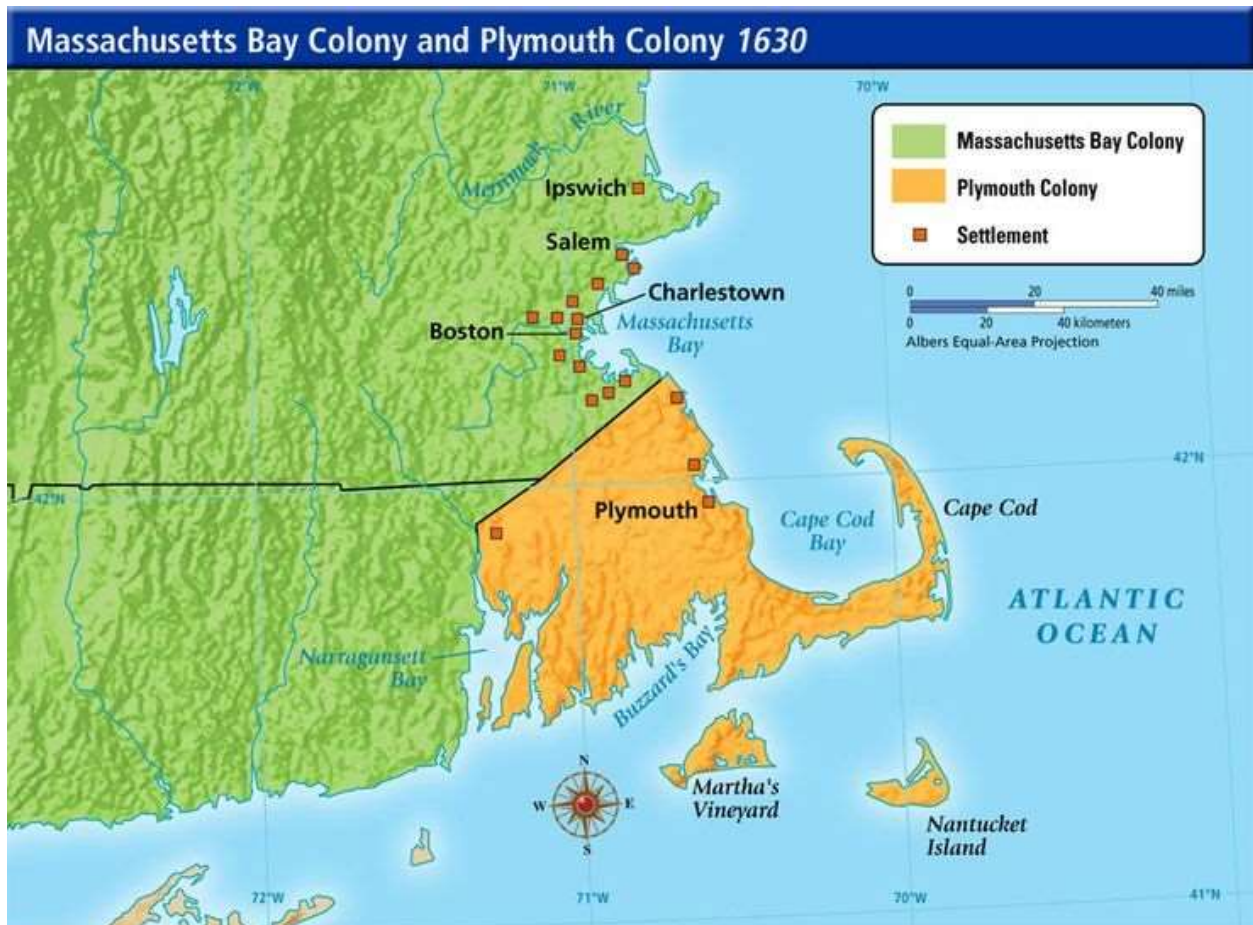 Massachusetts Bay Colony and Plymouth Colony 1630
72°W
71°W
70°W
Massachusetts Bay Colony
Plymouth Colony
Settlement
0 20 40 miles
0 20 40 kilometers
Albers Equal-Area Projection
Merrimack River
Ipswich
Salem
Charlestown
Boston
Massachusetts
Bay
42°N
42°N
Plymouth
Cape Cod
Bay
Cape Cod
ATLANTIC
OCEAN
Narragansett
Bay
Buzzard's Bay
N
W
E
S
Martha's
Vineyard
Nantucket
Island
72°W
71°W
70°W
41°N